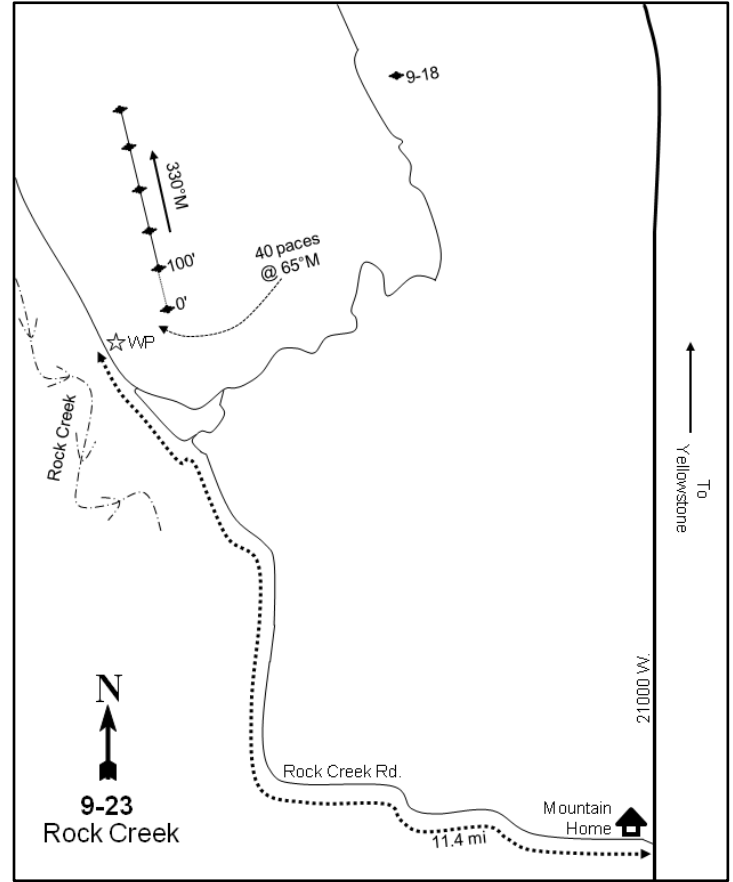 9-18
330°M
100'
40 paces
@ 65°M
0'
WP
Rock Creek
To
Yellowstone
21000 W.
N
9-23
Rock Creek
Rock Creek Rd.
Mountain
Home
11.4 mi